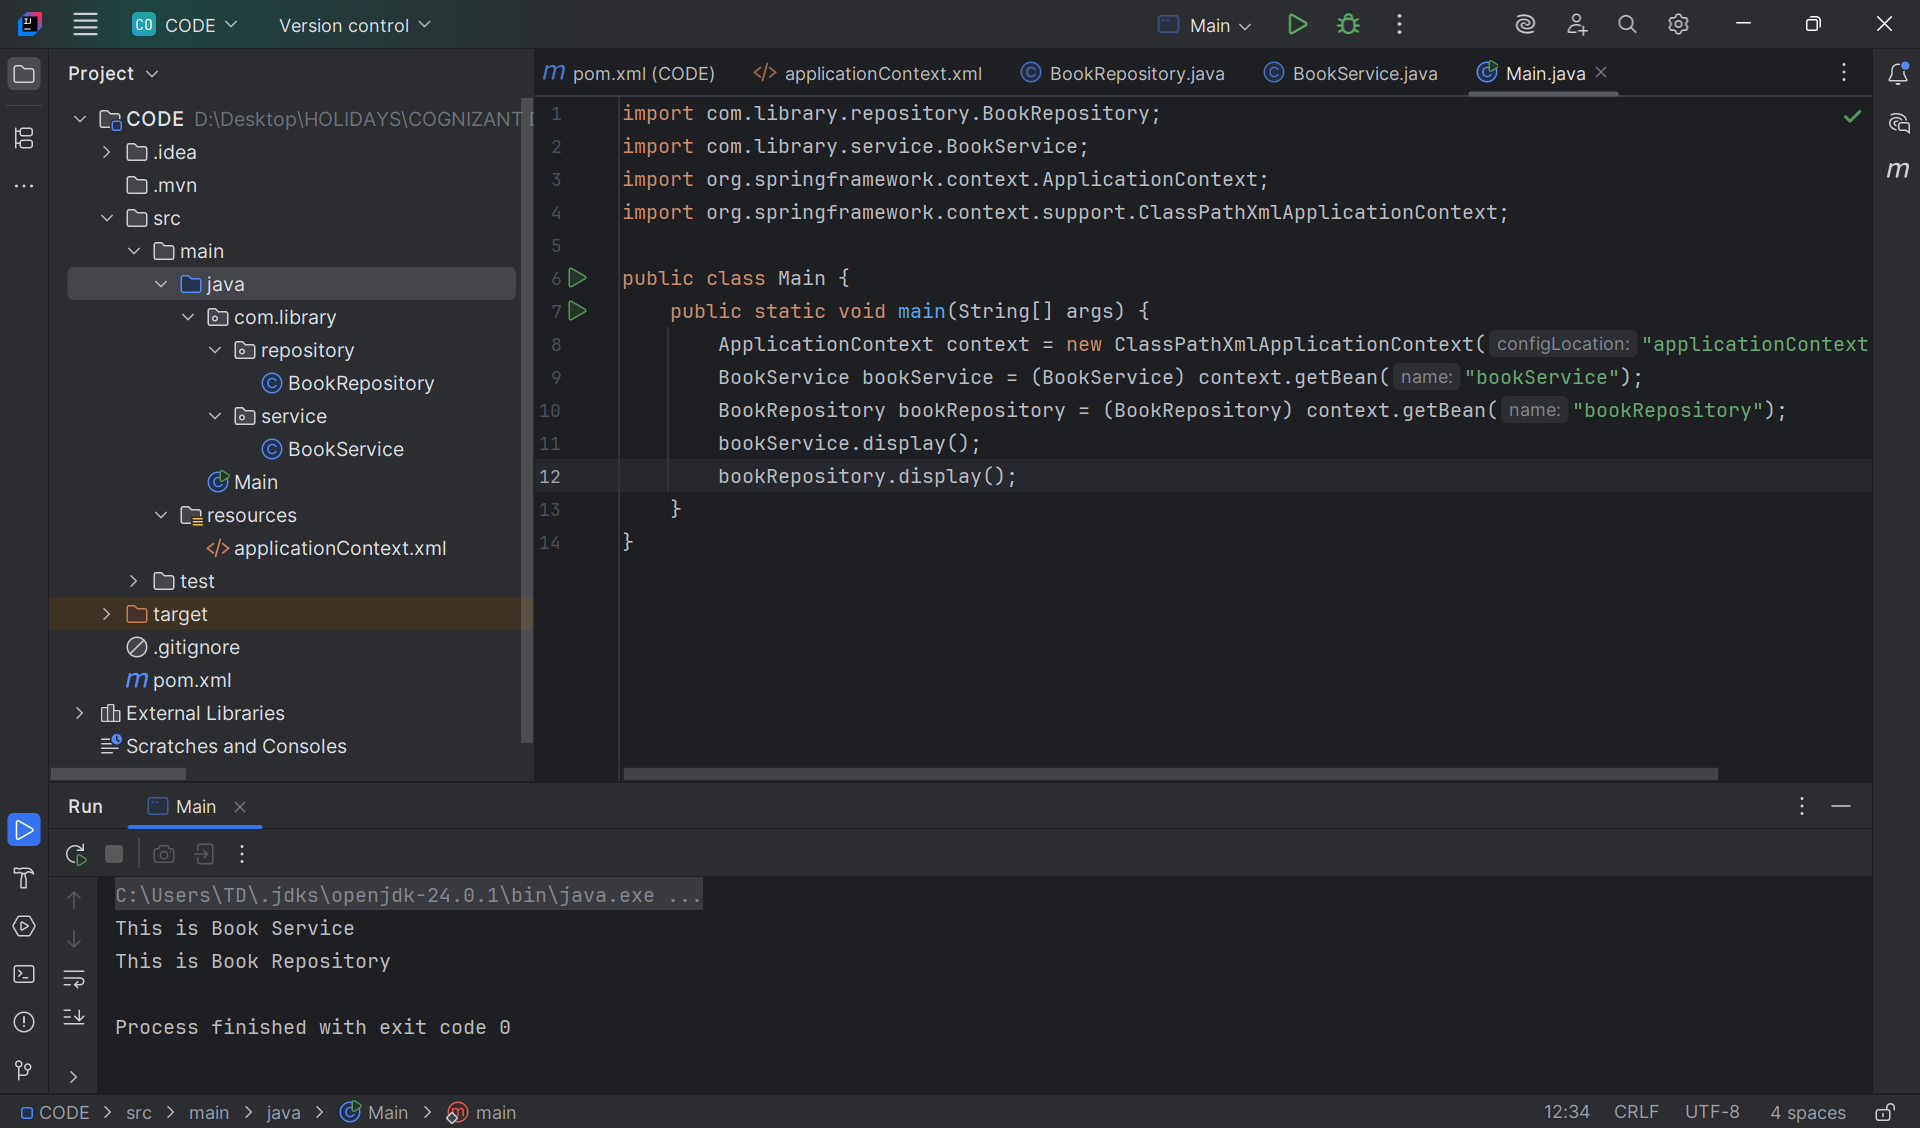 CO CODE Version control Main
Project
pom.xml (CODE) applicationContext.xml BookRepository.java BookService.java Main.java
CODE D:\Desktop\HOLIDAYS\COGNIZANT
.idea
.mvn
src
main
java
com.library
repository
BookRepository
service
BookService
Main
resources
applicationContext.xml
test
target
.gitignore
pom.xml
External Libraries
Scratches and Consoles
1 import com.library.repository.BookRepository;
2 import com.library.service.BookService;
3 import org.springframework.context.ApplicationContext;
4 import org.springframework.context.support.ClassPathXmlApplicationContext;
5
6 public class Main {
7 public static void main(String[] args) {
8 ApplicationContext context = new ClassPathXmlApplicationContext( configLocation: "applicationContext
9 BookService bookService = (BookService) context.getBean( name: "bookService");
10 BookRepository bookRepository = (BookRepository) context.getBean( name: "bookRepository");
11 bookService.display();
12 bookRepository.display();
13 }
14 }
Run Main
C:\Users\TD\.jdks\openjdk-24.0.1\bin\java.exe ...
This is Book Service
This is Book Repository
Process finished with exit code 0
CODE > src > main > java > Main > main 12:34 CRLF UTF-8 4 spaces